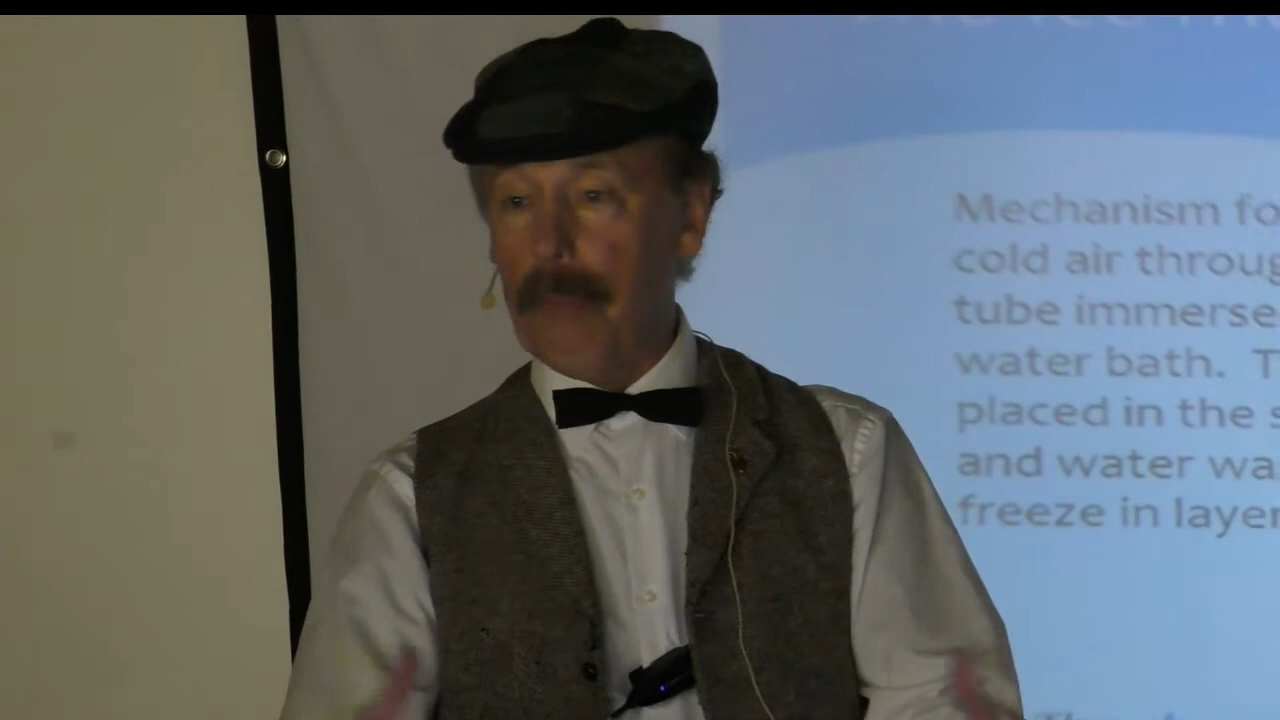 Mechanism fo
cold air throug
tube immerse
water bath. T
placed in the s
and water wa
freeze in layer